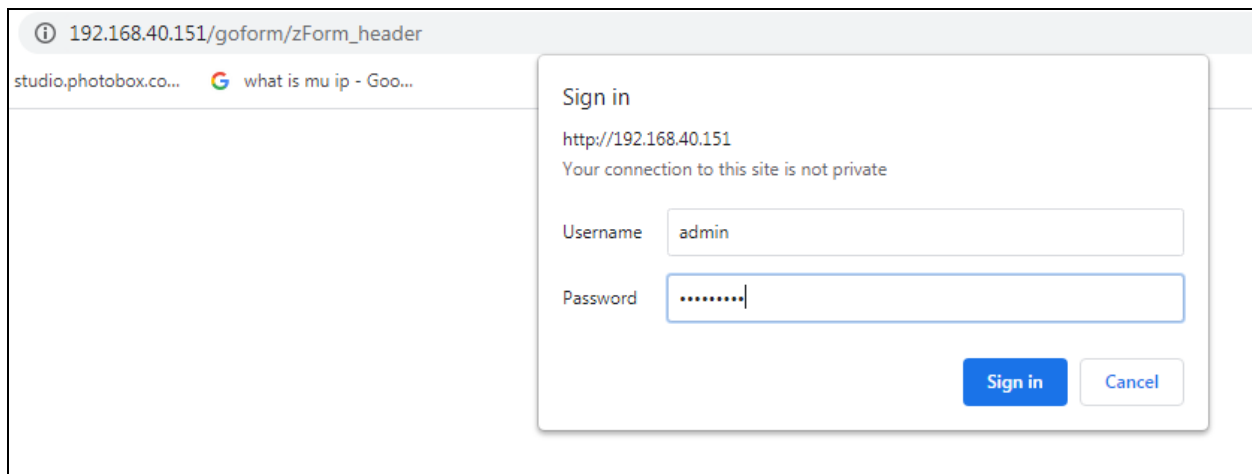 192.168.40.151/goform/zForm_header
studio.photobox.co... what is mu ip - Goo...
Sign in
http://192.168.40.151
Your connection to this site is not private
Username admin
Password •••••••••
Sign in Cancel